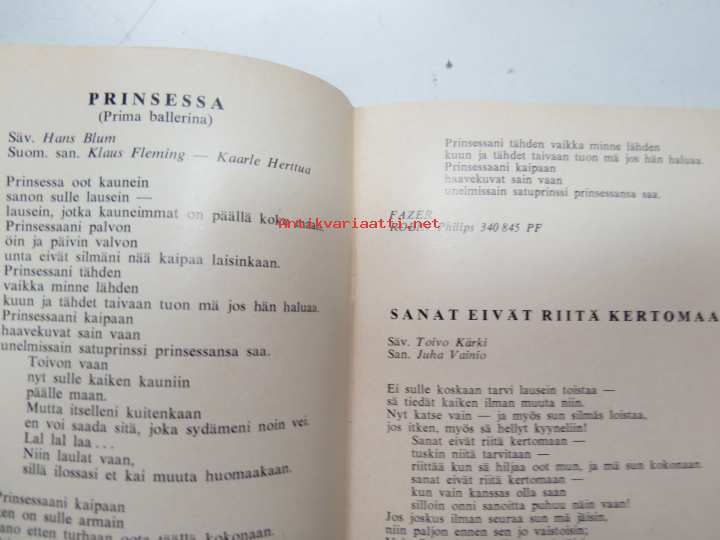 PRINSESSA
(Prima ballerina)
Säv. Hans Blum
Suom. san. Klaus Fleming — Kaarle Herttua
Prinsessa oot kaunein
sanon sulle lausein —
lausein, jotka kauneimmat on päällä koko maan.
Prinsessaani palvon
öin ja päivin valvon
unta eivät silmäni nää kaipaa laisinkaan.
Prinsessani tähden
vaikka minne lähden
kuun ja tähdet taivaan tuon mä jos hän haluaa.
Prinsessaani kaipaan
haavekuvat sain vaan
unelmissain satuprinssi prinsessansa saa.
Toivon vaan
nyt sulle kaiken kauniin
päälle maan.
Mutta itselleni kuitenkaan
en voi saada sitä, joka sydämeni noin vei.
Lal lal laa ...
Niin laulat vaan,
sillä ilossasi et kai muuta huomaakaan.
Prinsessaani kaipaan
on sulle armain
etten turhaan oota täällä kokonaan.
Prinsessani tähden vaikka minne lähden
kuun ja tähdet taivaan tuon mä jos hän haluaa.
Prinsessaani kaipaan
haavekuvat sain vaan
unelmissain satuprinssi prinsessansa saa.
FAZER
Philips 340 845 PF
Antikvariaatti.net
SANAT EIVÄT RIITÄ KERTOMAA
Säv. Toivo Kärki
San. Juha Vainio
Ei sulle koskaan tarvi lausein toistaa —
sä tiedät kaiken ilman muuta niin.
Nyt katse vain — ja myös sun silmäs loistaa,
jos itken, myös sä hellyt kyyneliin!
Sanat eivät riitä kertomaan —
tuskin niitä tarvitaan —
riittää kun sä hiljaa oot mun, ja mä sun kokonaan.
sanat eivät riitä kertomaan —
kun vain kanssas olla saan
silloin onni sanoitta puhuu näin vaan!
Jos joskus ilman seuraa sun mä jäisin,
niin paljon ennen sen jo vaistoisin;